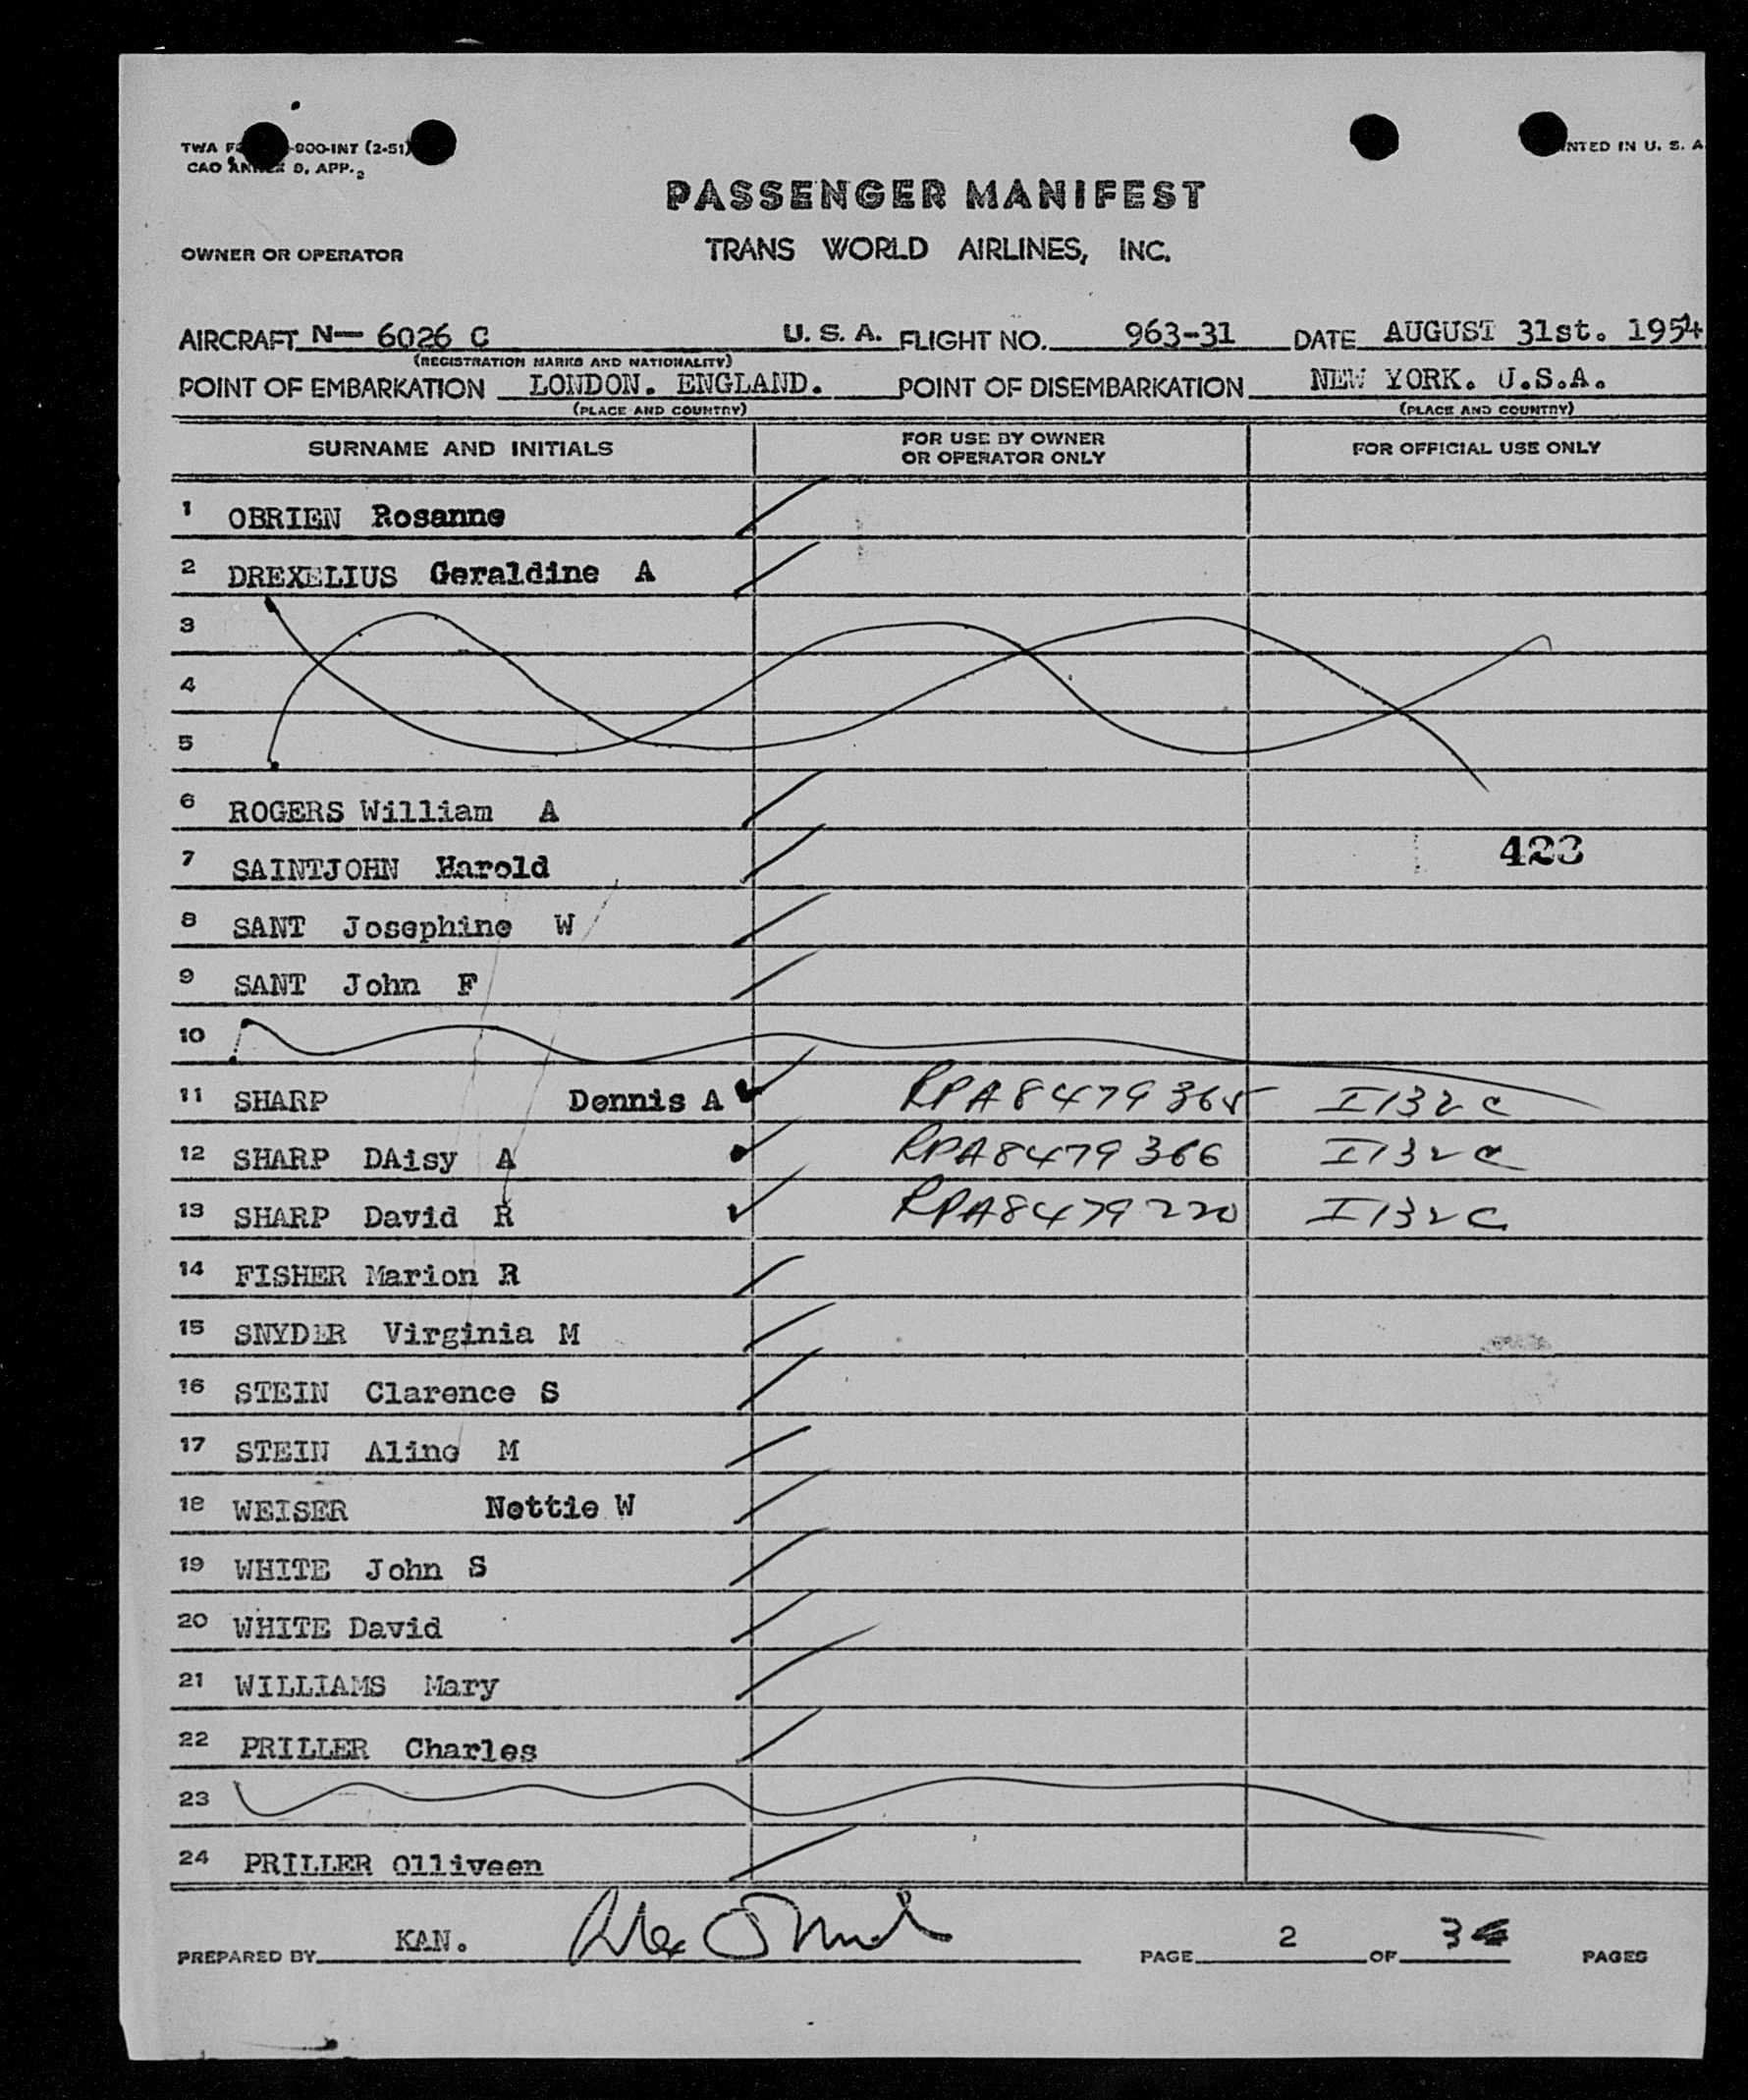 TWA F -800-INT (2-51)
NTED IN U. S. A
CAO ANNEX 9, APP. 2
PASSENGER MANIFEST
OWNER OR OPERATOR
TRANS WORLD AIRLINES, INC.
AIRCRAFT N- 6026 C U. S. A. FLIGHT NO. 963-31 DATE AUGUST 31st. 1954
(REGISTRATION MARKS AND NATIONALITY)
POINT OF EMBARKATION LONDON. ENGLAND. POINT OF DISEMBARKATION NEW YORK. U.S.A.
(PLACE AND COUNTRY) (PLACE AND COUNTRY)
SURNAME AND INITIALS FOR USE BY OWNER OR OPERATOR ONLY FOR OFFICIAL USE ONLY
1 OBRIEN Rosanne
2 DREXELIUS Geraldine A
3
4
5
6 ROGERS William A
7 SAINTJOHN Harold 423
8 SANT Josephine W
9 SANT John F
10
11 SHARP Dennis A RPA8479365 I132C
12 SHARP DAisy A RPA8479366 I132C
13 SHARP David R RPA8479220 I132C
14 FISHER Marion R
15 SNYDER Virginia M
16 STEIN Clarence S
17 STEIN Aline M
18 WEISER Nettie W
19 WHITE John S
20 WHITE David
21 WILLIAMS Mary
22 PRILLER Charles
23
24 PRILLER Olliveen
PREPARED BY KAN. PAGE 2 OF 3 PAGES